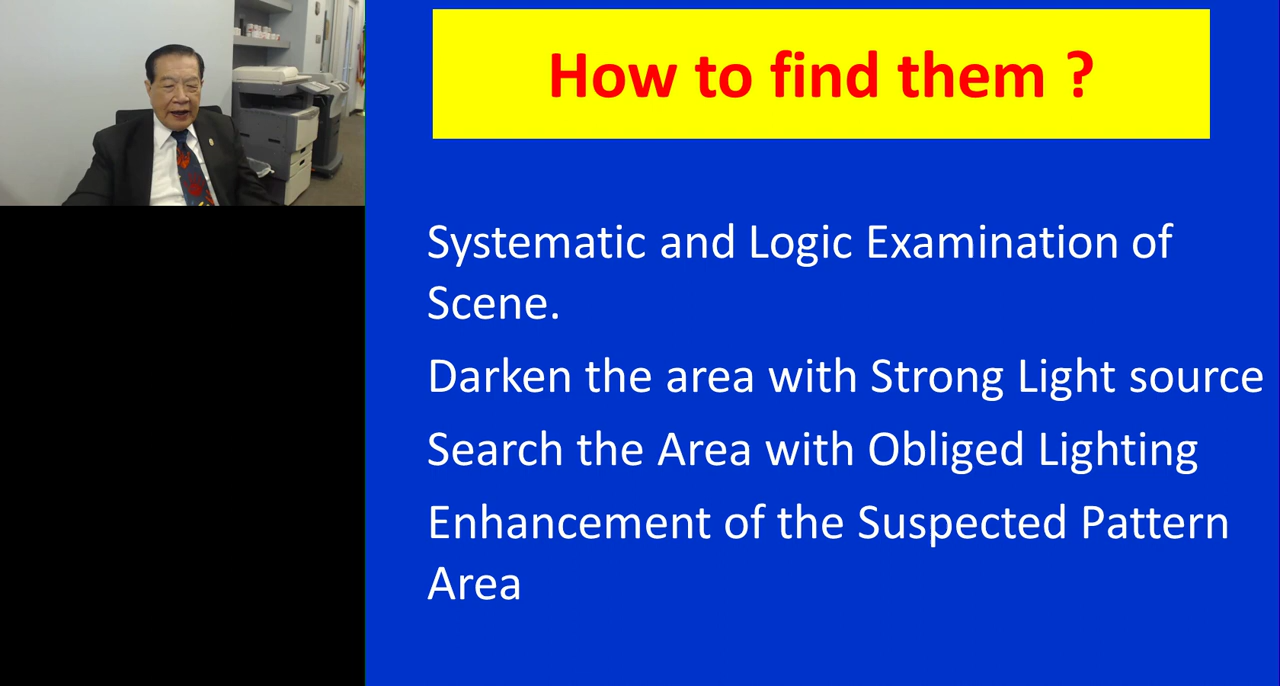 How to find them ?
Systematic and Logic Examination of
Scene.
Darken the area with Strong Light source
Search the Area with Obliged Lighting
Enhancement of the Suspected Pattern
Area